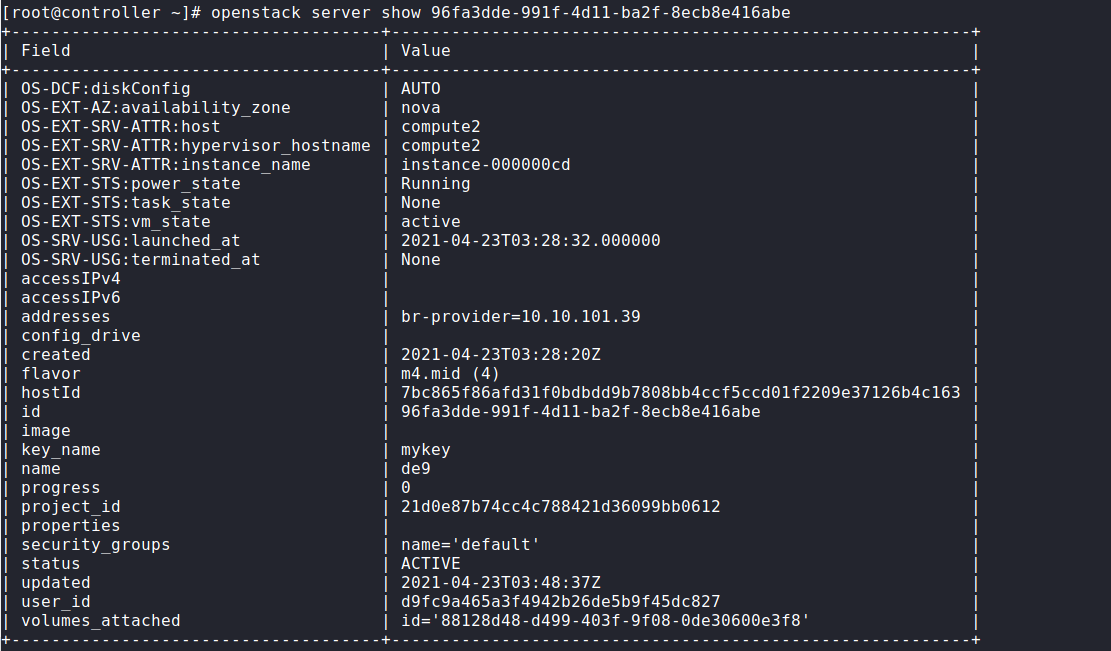 [root@controller ~]# openstack server show 96fa3dde-991f-4d11-ba2f-8ecb8e416abe
+-------------------------------------+----------------------------------------------------------+
| Field                               | Value                                                    |
+-------------------------------------+----------------------------------------------------------+
| OS-DCF:diskConfig                   | AUTO                                                     |
| OS-EXT-AZ:availability_zone         | nova                                                     |
| OS-EXT-SRV-ATTR:host                | compute2                                                 |
| OS-EXT-SRV-ATTR:hypervisor_hostname | compute2                                                 |
| OS-EXT-SRV-ATTR:instance_name       | instance-000000cd                                        |
| OS-EXT-STS:power_state              | Running                                                  |
| OS-EXT-STS:task_state               | None                                                     |
| OS-EXT-STS:vm_state                 | active                                                   |
| OS-SRV-USG:launched_at              | 2021-04-23T03:28:32.000000                               |
| OS-SRV-USG:terminated_at            | None                                                     |
| accessIPv4                          |                                                          |
| accessIPv6                          |                                                          |
| addresses                           | br-provider=10.10.101.39                                 |
| config_drive                        |                                                          |
| created                             | 2021-04-23T03:28:20Z                                     |
| flavor                              | m4.mid (4)                                               |
| hostId                              | 7bc865f86afd31f0bdbdd9b7808bb4ccf5ccd01f2209e37126b4c163 |
| id                                  | 96fa3dde-991f-4d11-ba2f-8ecb8e416abe                     |
| image                               |                                                          |
| key_name                            | mykey                                                    |
| name                                | de9                                                      |
| progress                            | 0                                                        |
| project_id                          | 21d0e87b74cc4c788421d36099bb0612                         |
| properties                          |                                                          |
| security_groups                     | name='default'                                           |
| status                              | ACTIVE                                                   |
| updated                             | 2021-04-23T03:48:37Z                                     |
| user_id                             | d9fc9a465a3f4942b26de5b9f45dc827                         |
| volumes_attached                    | id='88128d48-d499-403f-9f08-0de30600e3f8'                |
+-------------------------------------+----------------------------------------------------------+